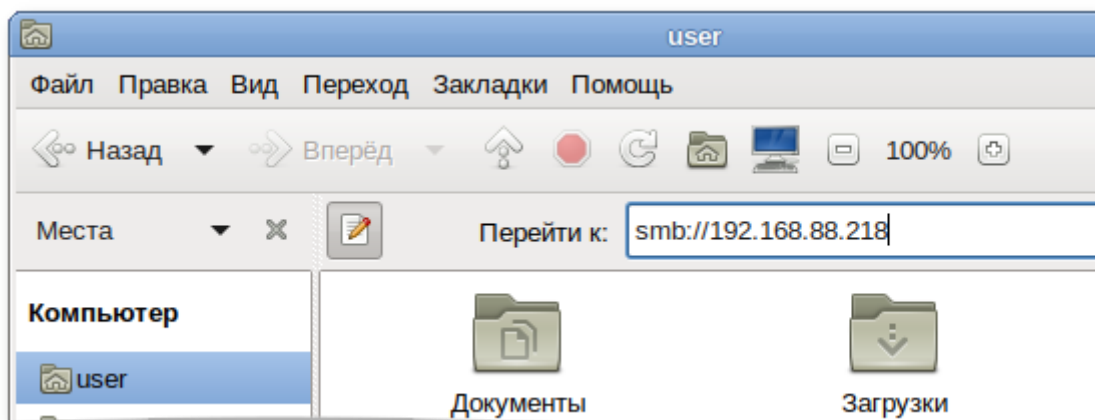 user
Файл Правка Вид Переход Закладки Помощь
Назад Вперёд 100%
Места Перейти к: smb://192.168.88.218
Компьютер
user
Документы Загрузки